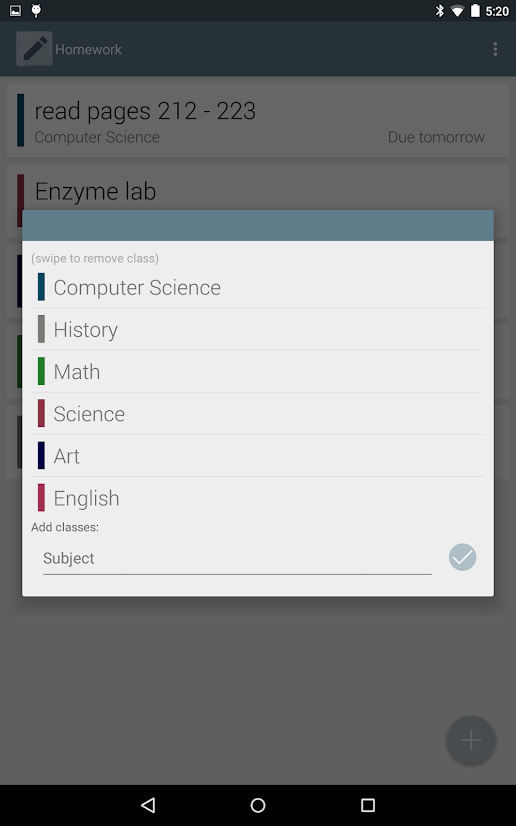 5:20
Homework
read pages 212 - 223
Computer Science Due tomorrow
Enzyme lab
(swipe to remove class)
Computer Science
History
Math
Science
Art
English
Add classes:
Subject